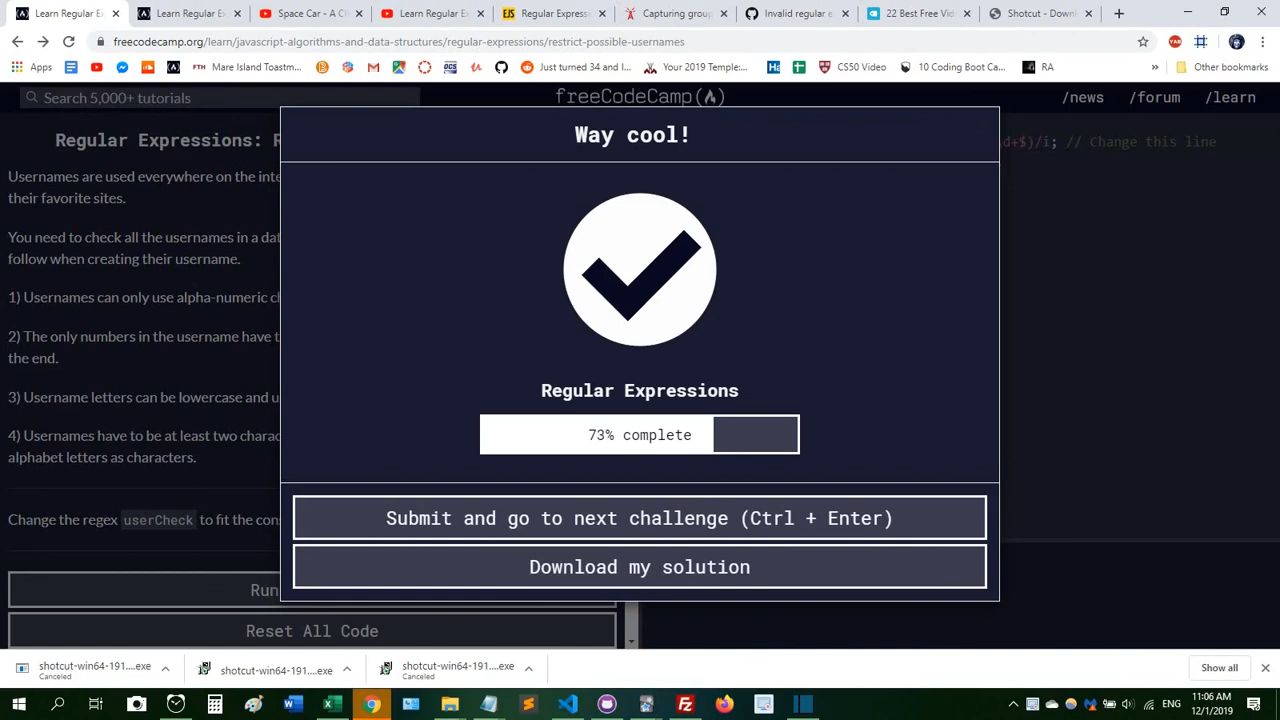 Learn Regular Ex
Learn Regular Ex
Space Car - A C
Learn Regular Ex
Regular Express
Capturing group
Invalid regular e
22 Best Free Vid
Shotcut - Downl
freecodecamp.org/learn/javascript-algorithms-and-data-structures/regular-expressions/restrict-possible-usernames
Apps
Mare Island Toastm...
Just turned 34 and I...
Your 2019 Temple:...
CS50 Video
10 Coding Boot Ca...
RA
»
Other bookmarks
Search 5,000+ tutorials
freeCodeCamp
/news /forum /learn
Regular Expressions: R
Usernames are used everywhere on the inte
their favorite sites.
You need to check all the usernames in a dat
follow when creating their username.
1) Usernames can only use alpha-numeric ch
2) The only numbers in the username have t
the end.
3) Username letters can be lowercase and u
4) Usernames have to be at least two charac
alphabet letters as characters.
Change the regex userCheck to fit the cons
Run
Reset All Code
d+$)/i; // Change this line
Way cool!
Regular Expressions
73% complete
Submit and go to next challenge (Ctrl + Enter)
Download my solution
shotcut-win64-191....exe
Canceled
shotcut-win64-191....exe
shotcut-win64-191....exe
Canceled
Show all
ENG
11:06 AM
12/1/2019